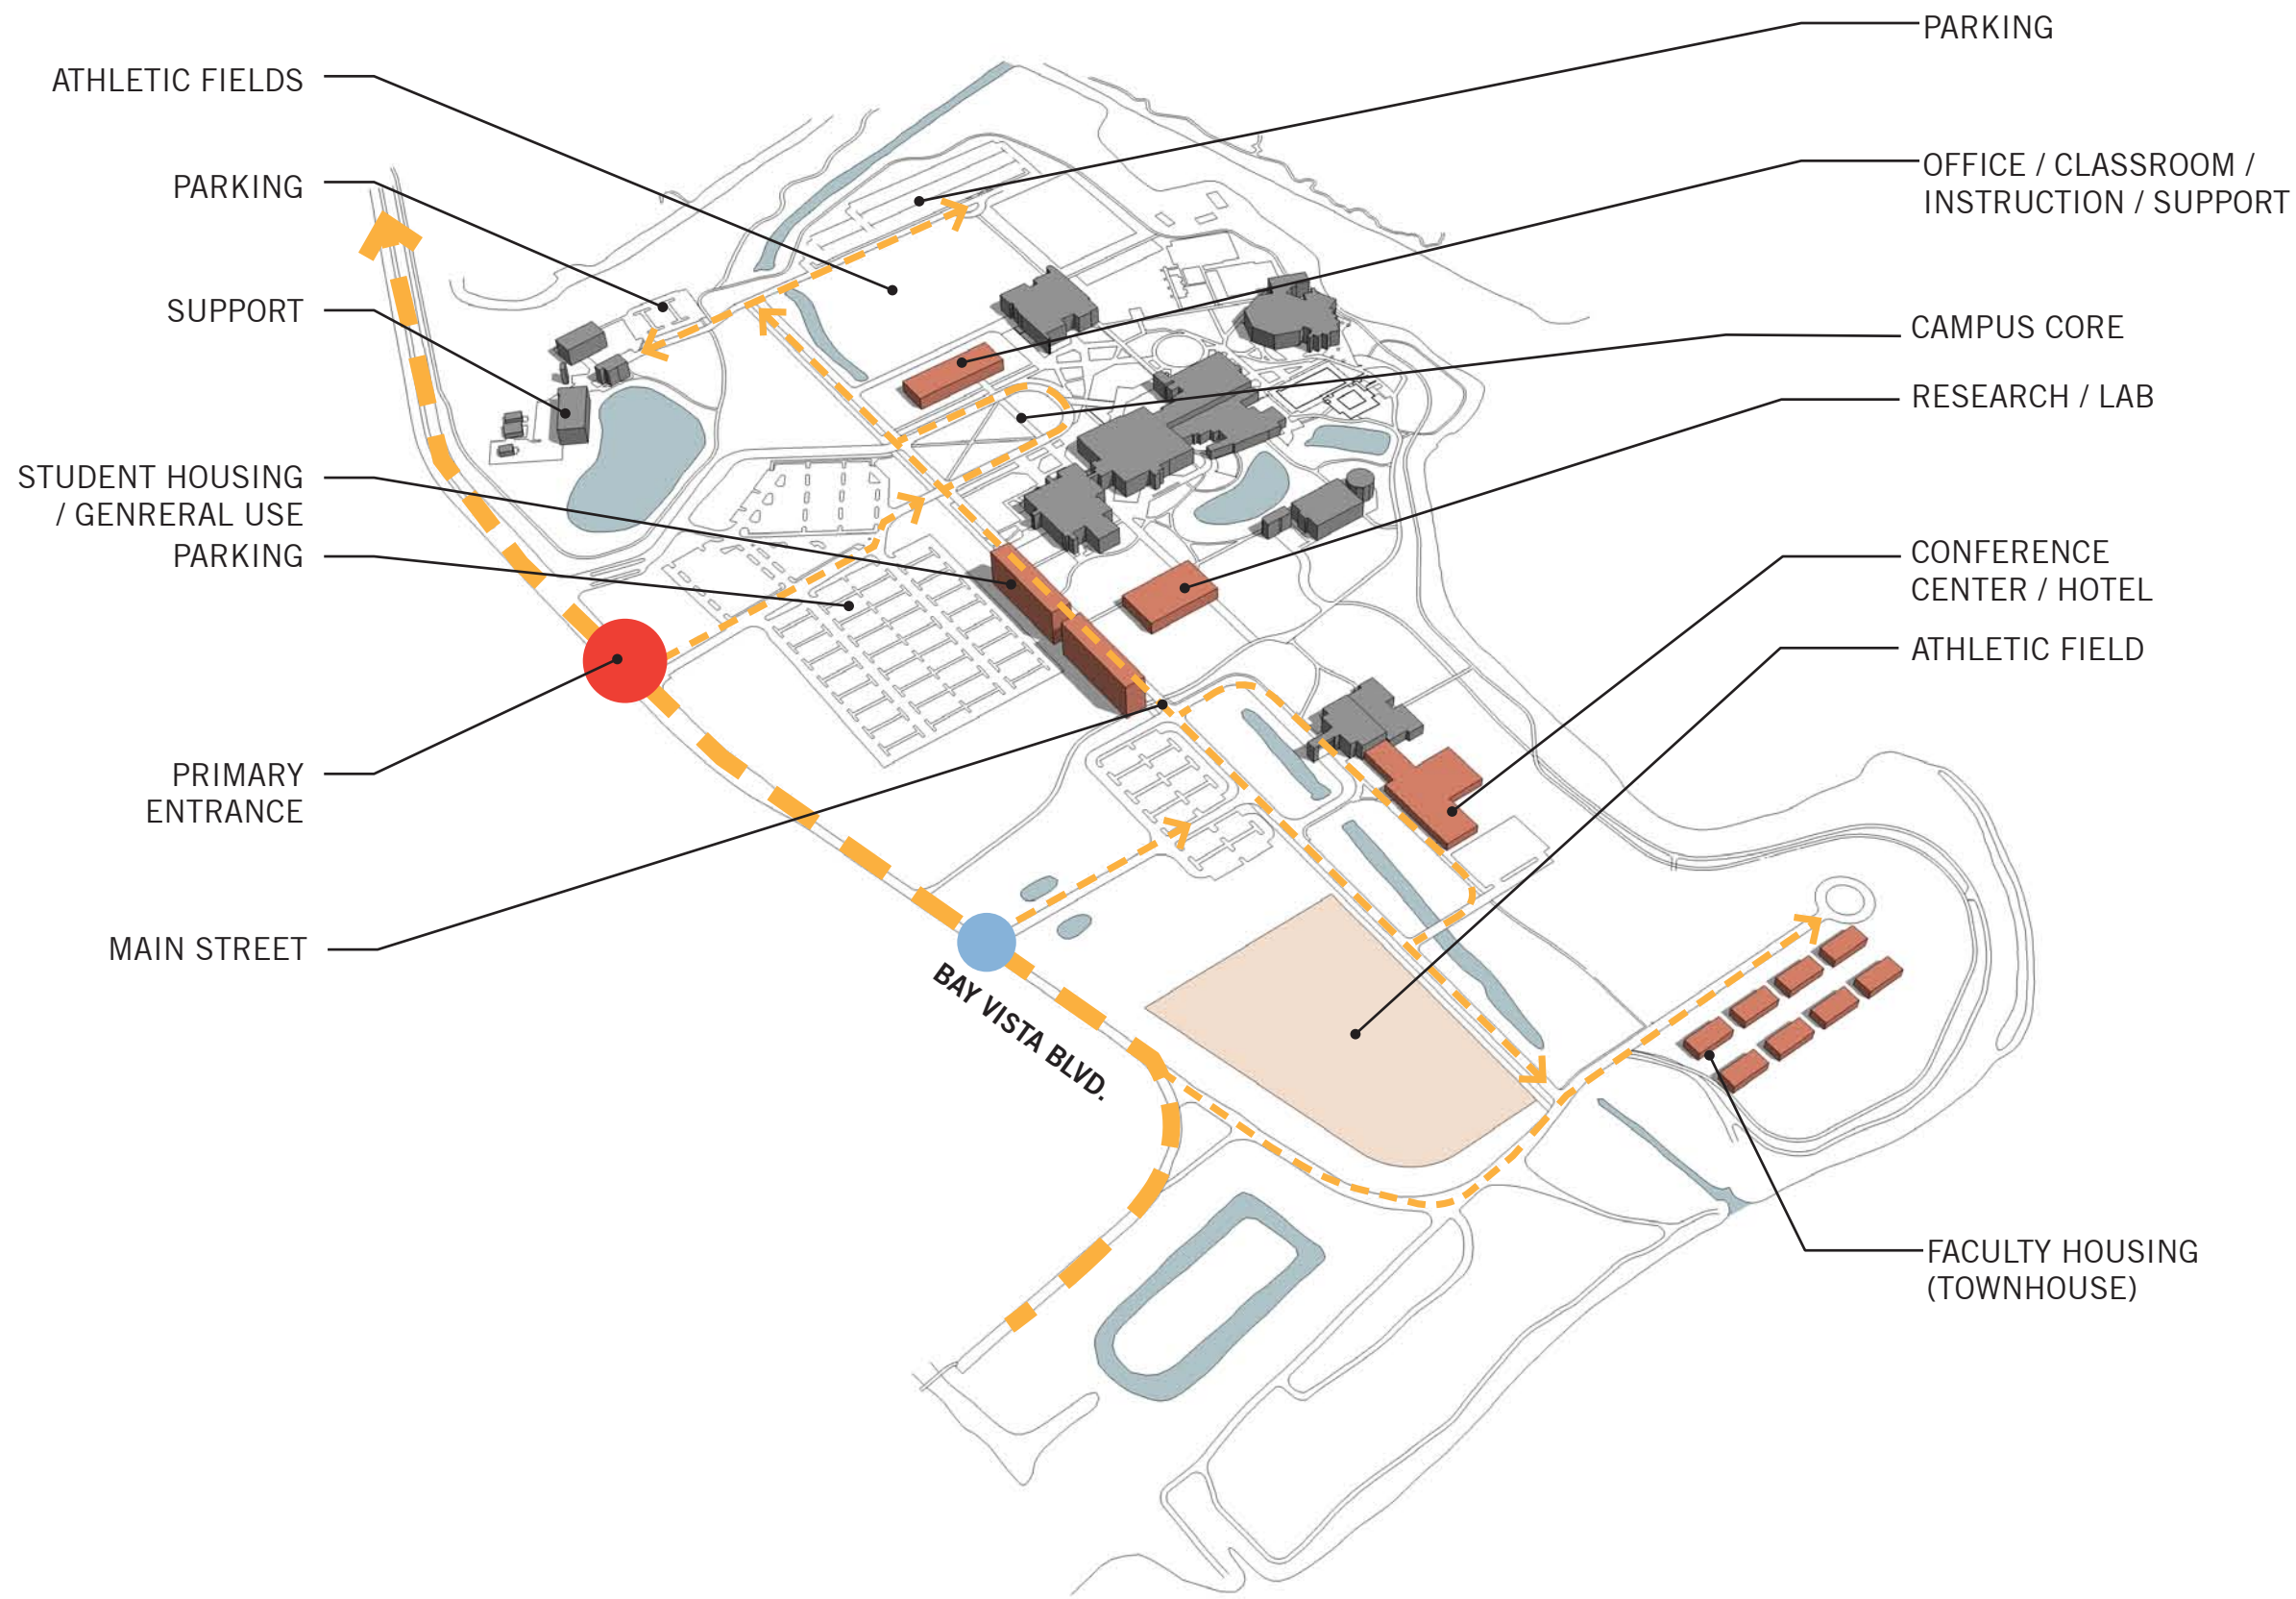 ATHLETIC FIELDS
PARKING
SUPPORT
STUDENT HOUSING
/ GENRERAL USE
PARKING
PRIMARY
ENTRANCE
MAIN STREET
BAY VISTA BLVD.
PARKING
OFFICE / CLASSROOM /
INSTRUCTION / SUPPORT
CAMPUS CORE
RESEARCH / LAB
CONFERENCE
CENTER / HOTEL
ATHLETIC FIELD
FACULTY HOUSING
(TOWNHOUSE)